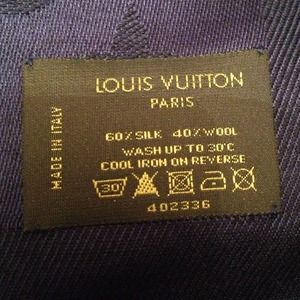 LOUIS VUITTON
PARIS
MADE IN ITALY
60% SILK 40% WOOL
WASH UP TO 30°C
COOL IRON ON REVERSE
30°
402336